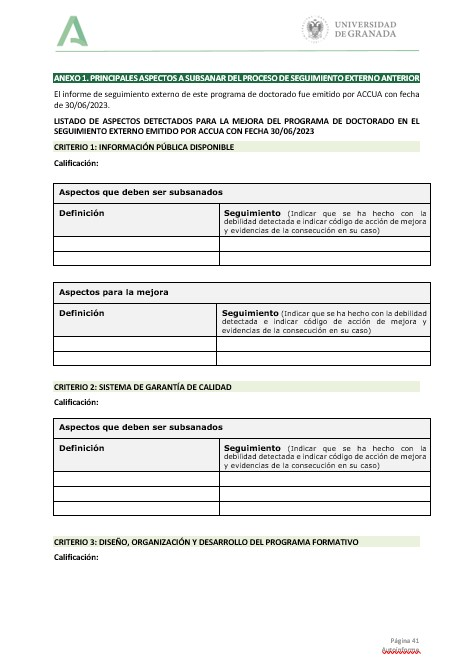 UNIVERSIDAD
DE GRANADA
ANEXO 1. PRINCIPALES ASPECTOS A SUBSANAR DEL PROCESO DE SEGUIMIENTO EXTERNO ANTERIOR
El informe de seguimiento externo de este programa de doctorado fue emitido por ACCUA con fecha
de 30/06/2023.
LISTADO DE ASPECTOS DETECTADOS PARA LA MEJORA DEL PROGRAMA DE DOCTORADO EN EL
SEGUIMIENTO EXTERNO EMITIDO POR ACCUA CON FECHA 30/06/2023
CRITERIO 1: INFORMACIÓN PÚBLICA DISPONIBLE
Calificación:
Aspectos que deben ser subsanados
Definición
Seguimiento (Indicar que se ha hecho con la
debilidad detectada e indicar código de acción de mejora
y evidencias de la consecución en su caso)
Aspectos para la mejora
Definición
Seguimiento (Indicar que se ha hecho con la debilidad
detectada e indicar código de acción de mejora y
evidencias de la consecución en su caso)
CRITERIO 2: SISTEMA DE GARANTÍA DE CALIDAD
Calificación:
Aspectos que deben ser subsanados
Definición
Seguimiento (Indicar que se ha hecho con la
debilidad detectada e indicar código de acción de mejora
y evidencias de la consecución en su caso)
CRITERIO 3: DISEÑO, ORGANIZACIÓN Y DESARROLLO DEL PROGRAMA FORMATIVO
Calificación:
Página 41
Autoinforme